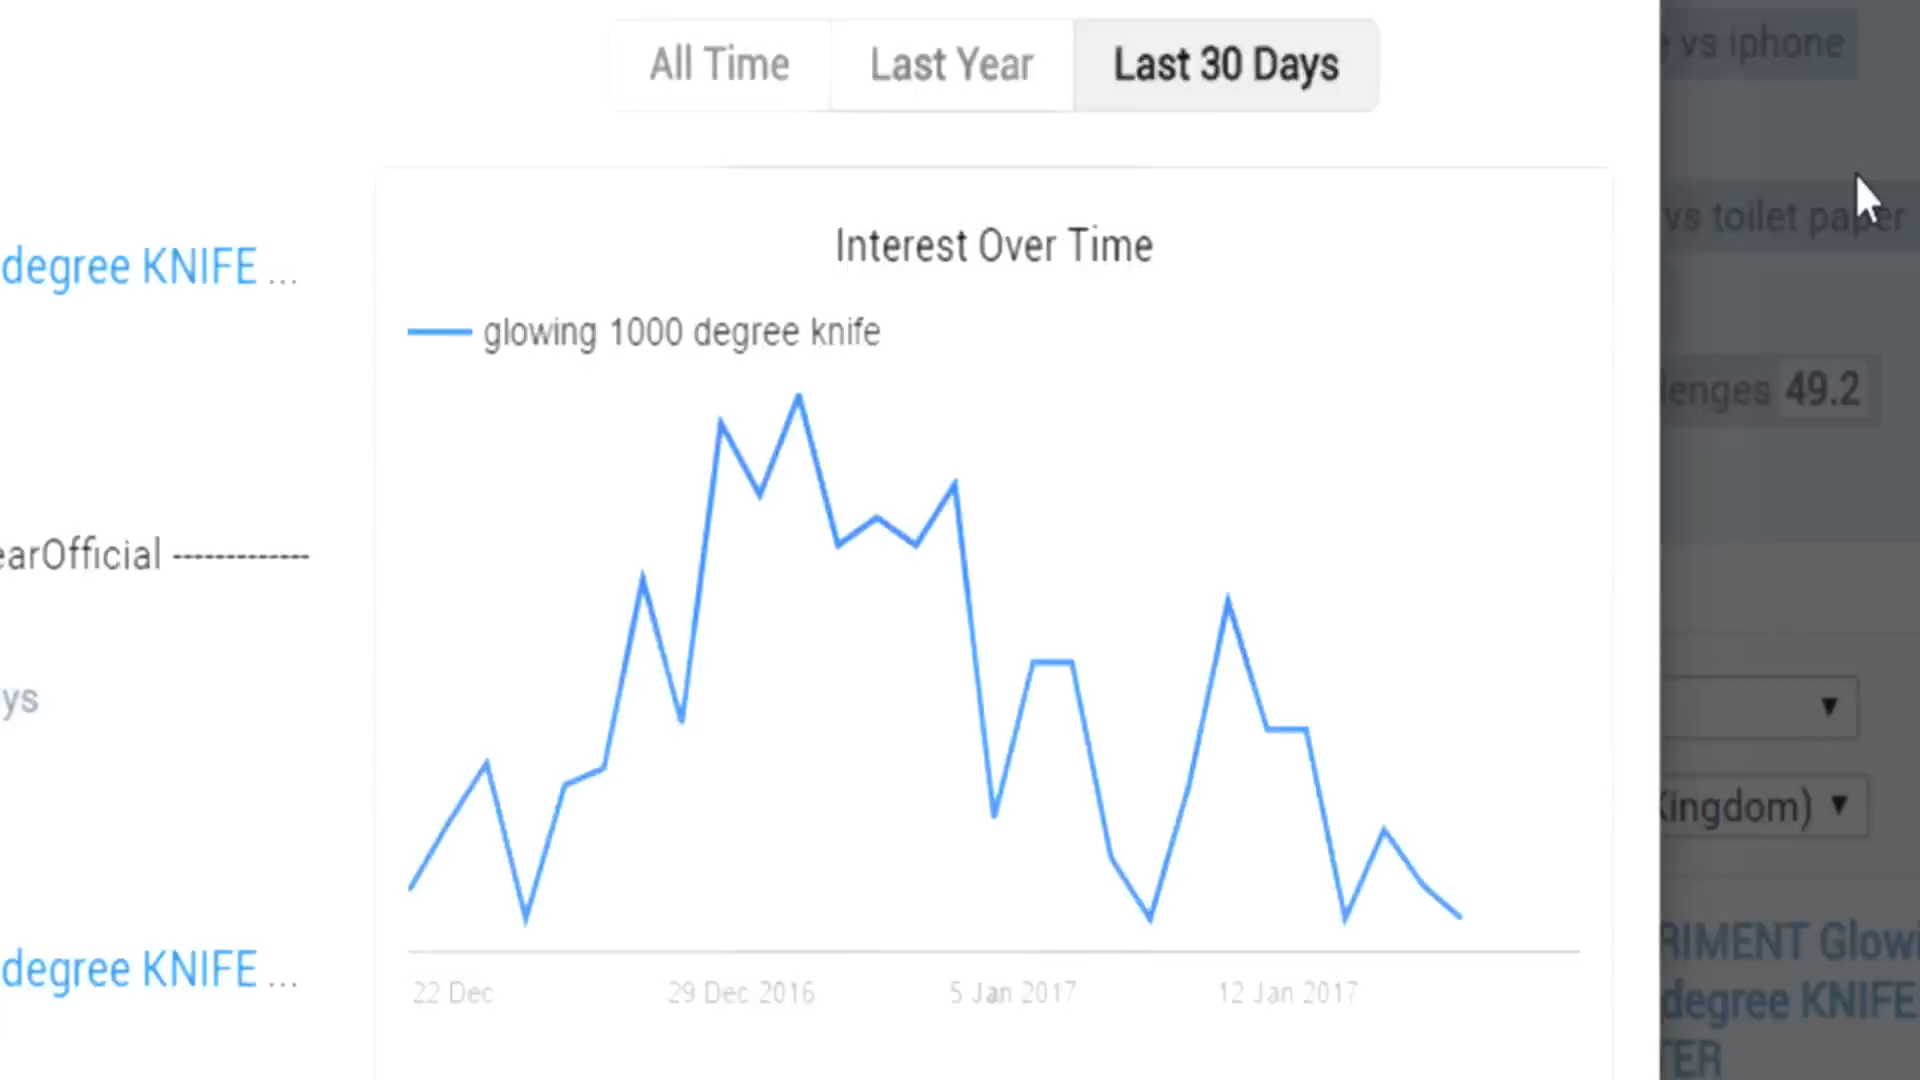 All Time
Last Year
Last 30 Days
vs iphone
vs toilet paper
degree KNIFE ...
Interest Over Time
glowing 1000 degree knife
lenges 49.2
earOfficial -------------
ys
Kingdom)
RIMENT Glowi
degree KNIFE ...
degree KNIFE
22 Dec
29 Dec 2016
5 Jan 2017
12 Jan 2017
TER